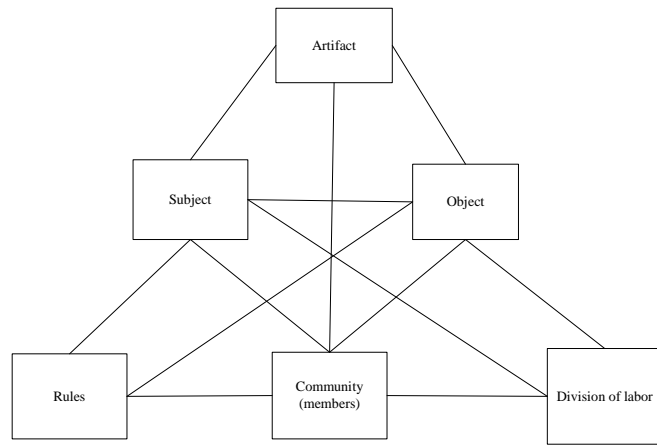 Artifact
Subject
Object
Rules
Community
(members)
Division of labor